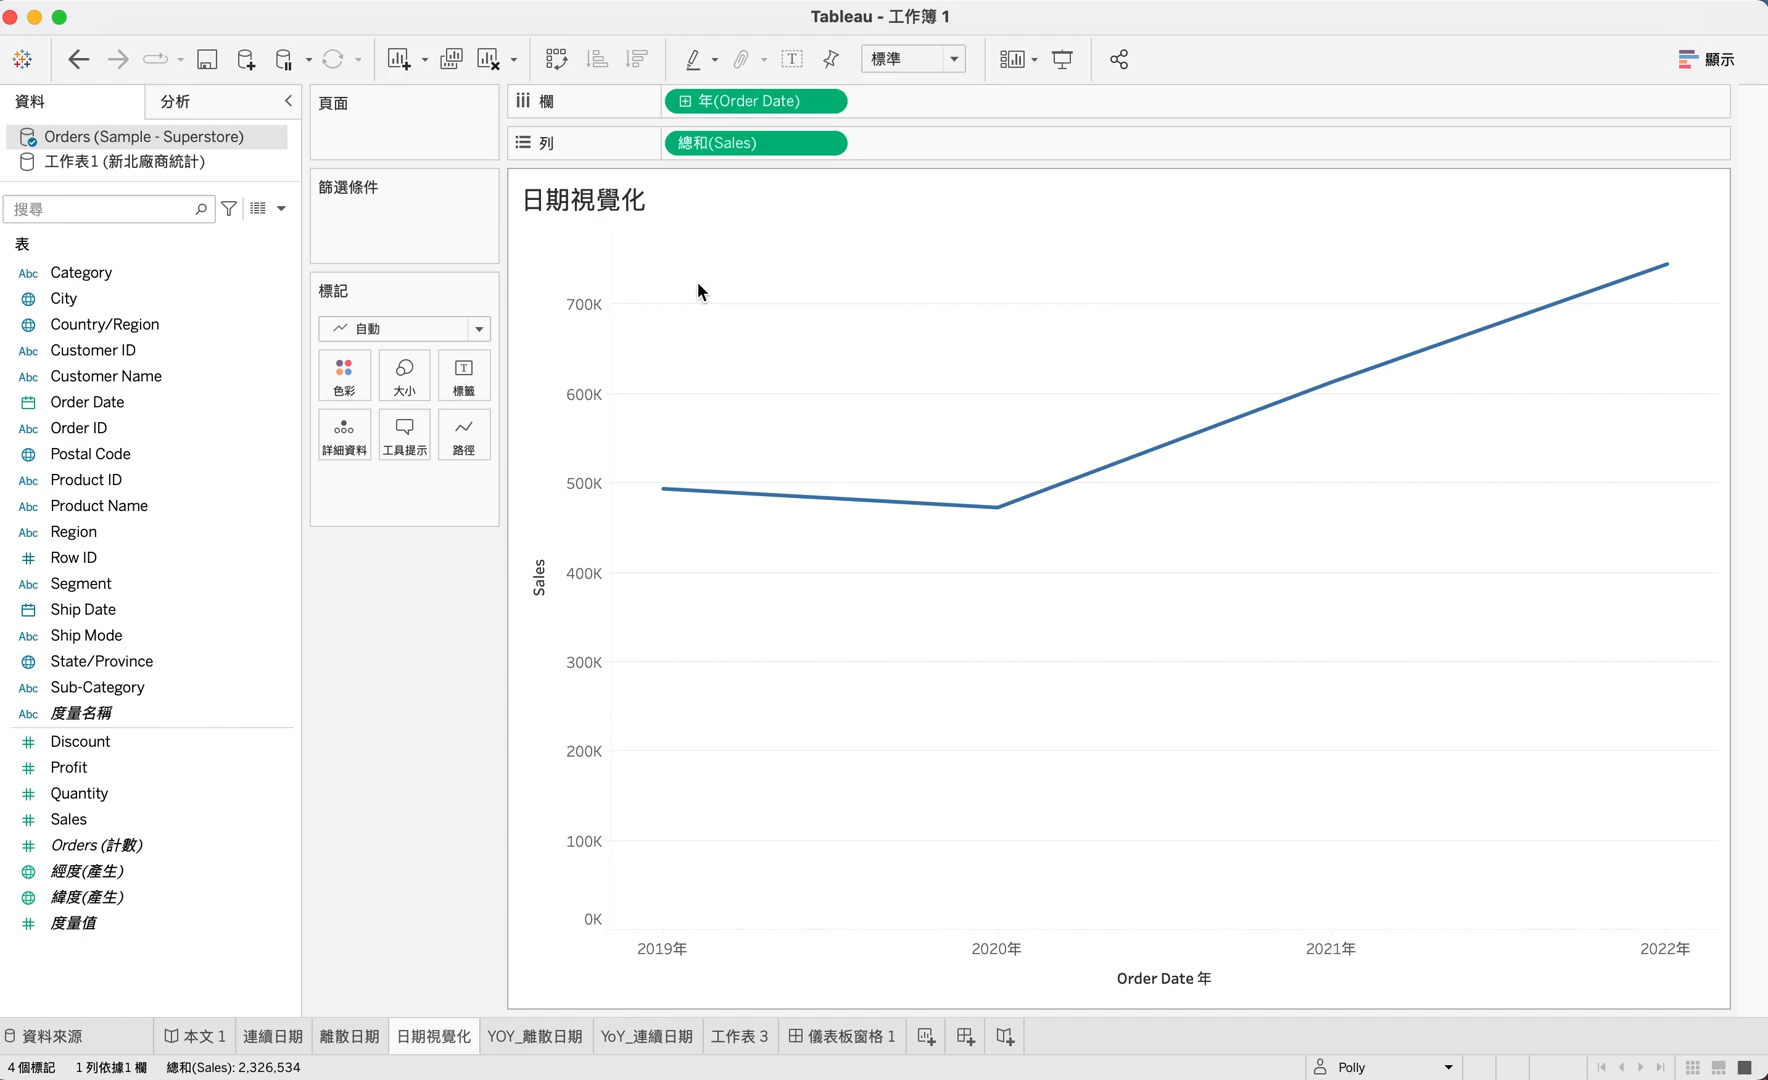 Tableau - 工作簿 1
標準
顯示
資料
分析
Orders (Sample - Superstore)
工作表1 (新北廠商統計)
搜尋
表
Abc Category
City
Country/Region
Abc Customer ID
Abc Customer Name
Order Date
Abc Order ID
Postal Code
Abc Product ID
Abc Product Name
Abc Region
Row ID
Abc Segment
Ship Date
Abc Ship Mode
State/Province
Abc Sub-Category
Abc 度量名稱
Discount
Profit
Quantity
Sales
Orders (計數)
經度(產生)
緯度(產生)
度量值
頁面
篩選條件
標記
自動
色彩
大小
標籤
詳細資料
工具提示
路徑
欄
年(Order Date)
列
總和(Sales)
日期視覺化
700K
600K
500K
400K
300K
200K
100K
0K
Sales
2019年
2020年
2021年
2022年
Order Date 年
資料來源
本文 1
連續日期
離散日期
日期視覺化
YOY_離散日期
YoY_連續日期
工作表 3
儀表板窗格 1
4 個標記
1 列依據1 欄
總和(Sales): 2,326,534
Polly